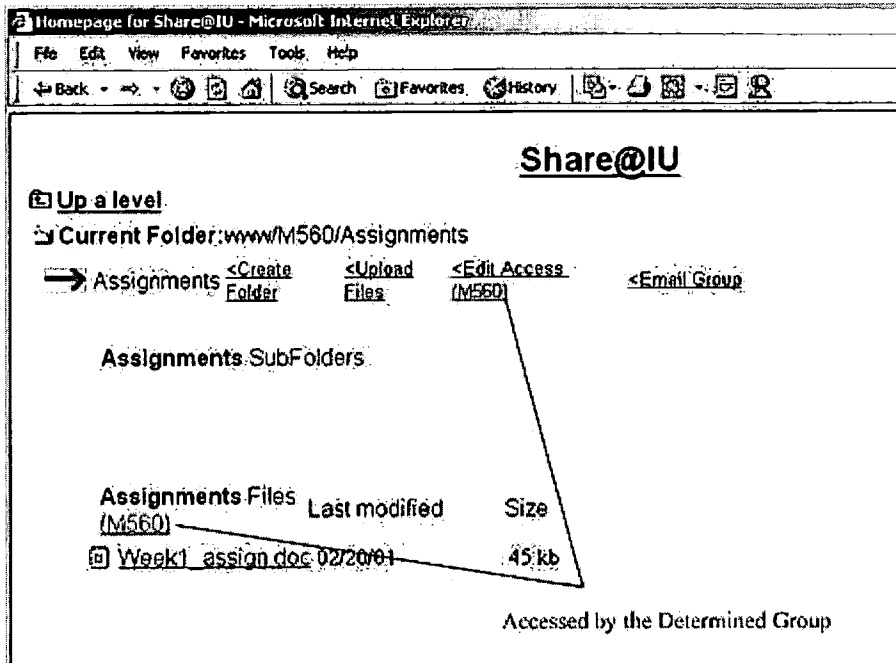 Homepage for Share@IU - Microsoft Internet Explorer
File Edit View Favorites Tools Help
Back Search Favorites History
Share@IU
Up a level
Current Folder:www/M560/Assignments
Assignments <Create Folder <Upload Files <Edit Access (M560) <Email Group
Assignments SubFolders
Assignments Files (M560) Last modified Size
Week1_assign.doc 02/20/01 45 kb
Accessed by the Determined Group